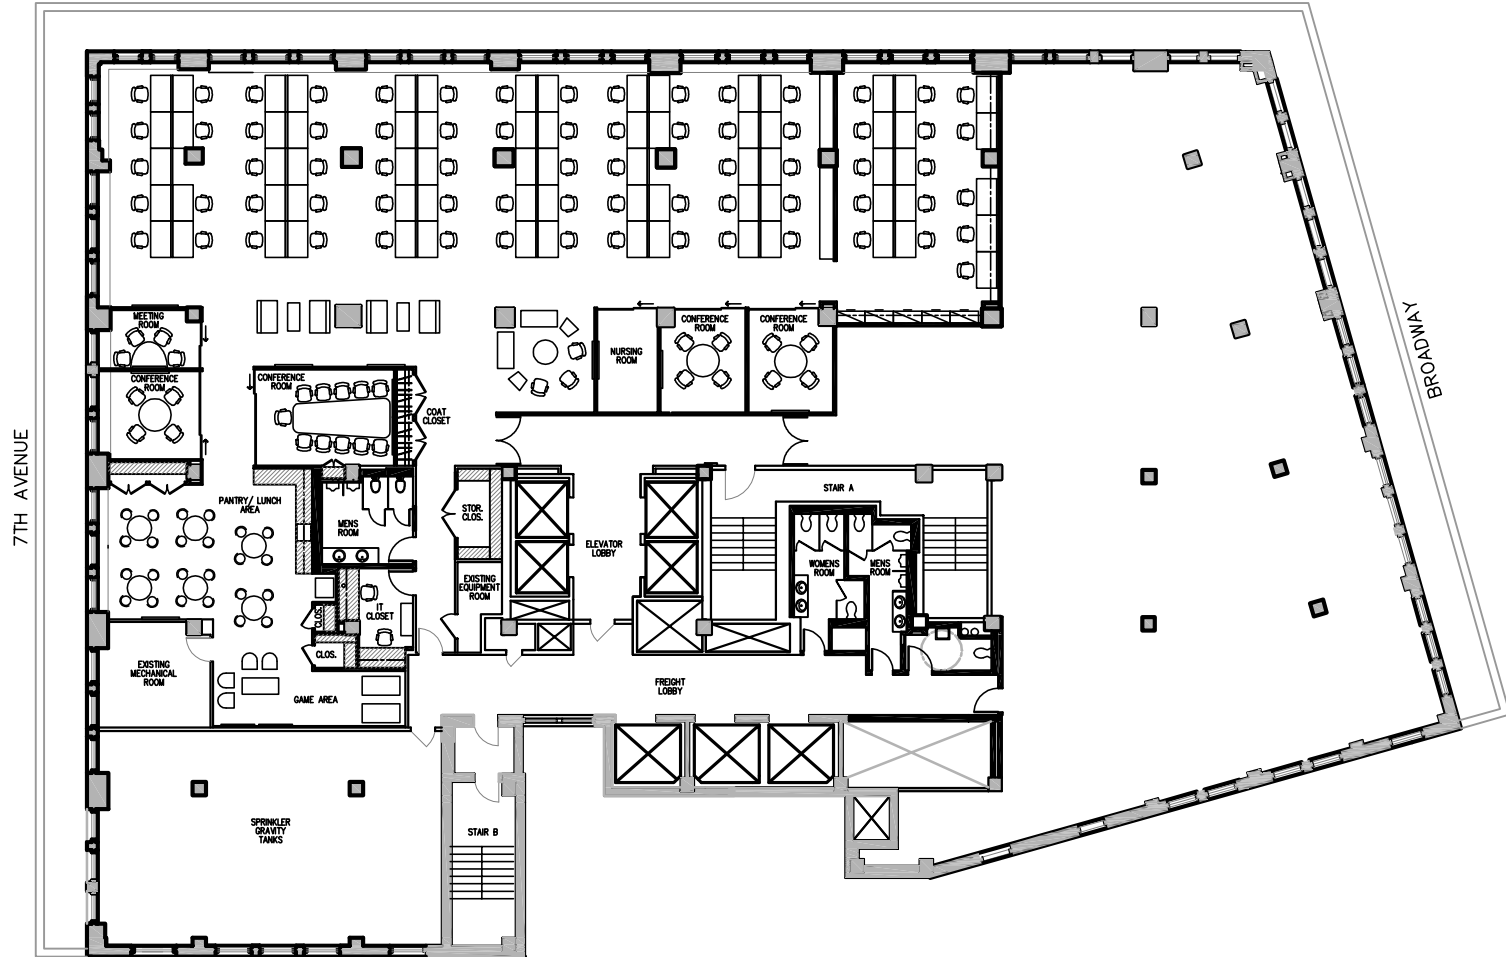 MEETING
ROOM
CONFERENCE
ROOM
CONFERENCE
ROOM
COAT
CLOSET
NURSING
ROOM
CONFERENCE
ROOM
CONFERENCE
ROOM
BROADWAY
7TH AVENUE
PANTRY/ LUNCH
AREA
MENS
ROOM
STOR.
CLOS.
ELEVATOR
LOBBY
STAIR A
WOMENS
ROOM
MENS
ROOM
EXISTING
EQUIPMENT
ROOM
IT
CLOSET
CLOS.
CLOS.
EXISTING
MECHANICAL
ROOM
GAME AREA
FREIGHT
LOBBY
SPRINKLER
GRAVITY
TANKS
STAIR B